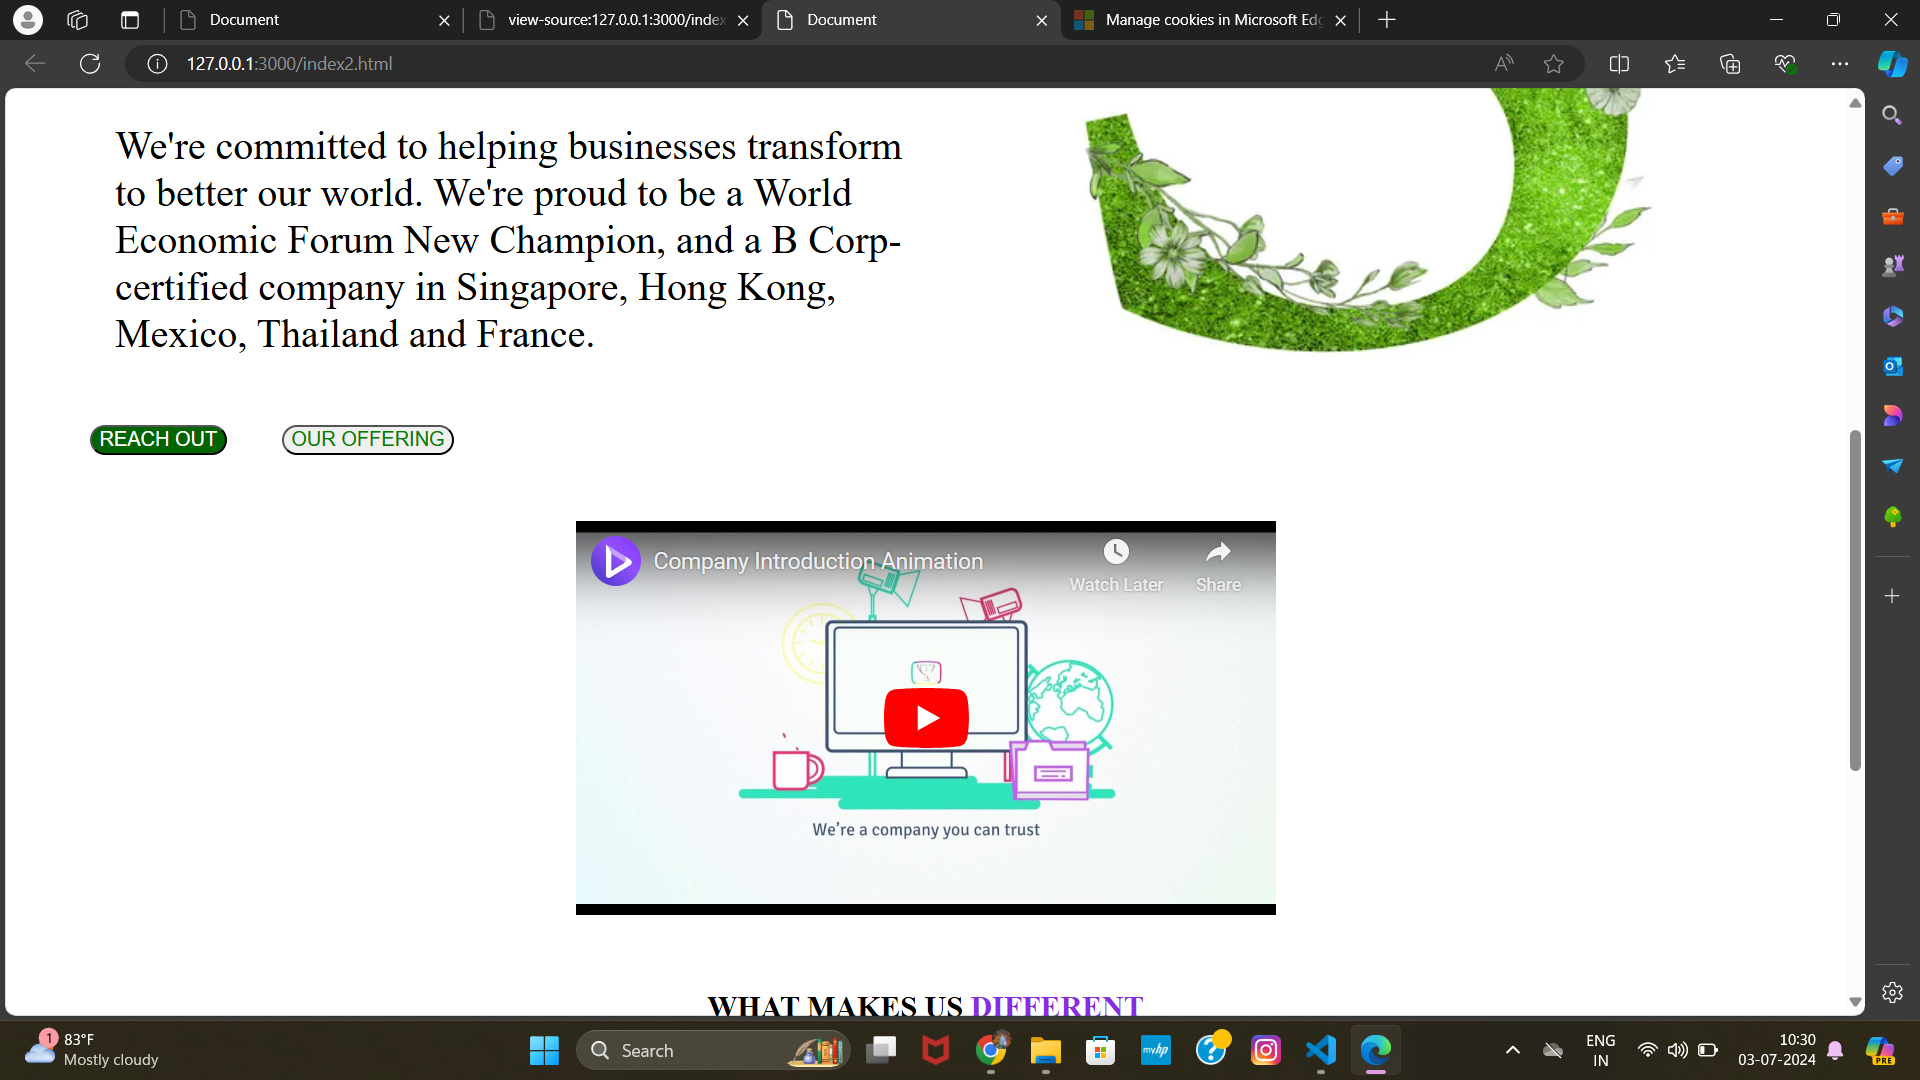 Document
view-source:127.0.0.1:3000/index
Document
Manage cookies in Microsoft Edg
127.0.0.1:3000/index2.html
We're committed to helping businesses transform
to better our world. We're proud to be a World
Economic Forum New Champion, and a B Corp-
certified company in Singapore, Hong Kong,
Mexico, Thailand and France.
REACH OUT
OUR OFFERING
Company Introduction Animation
Watch Later
Share
We're a company you can trust
WHAT MAKES US DIFFERENT
1
83°F
Mostly cloudy
Search
myhp
ENG
IN
10:30
03-07-2024
PRE